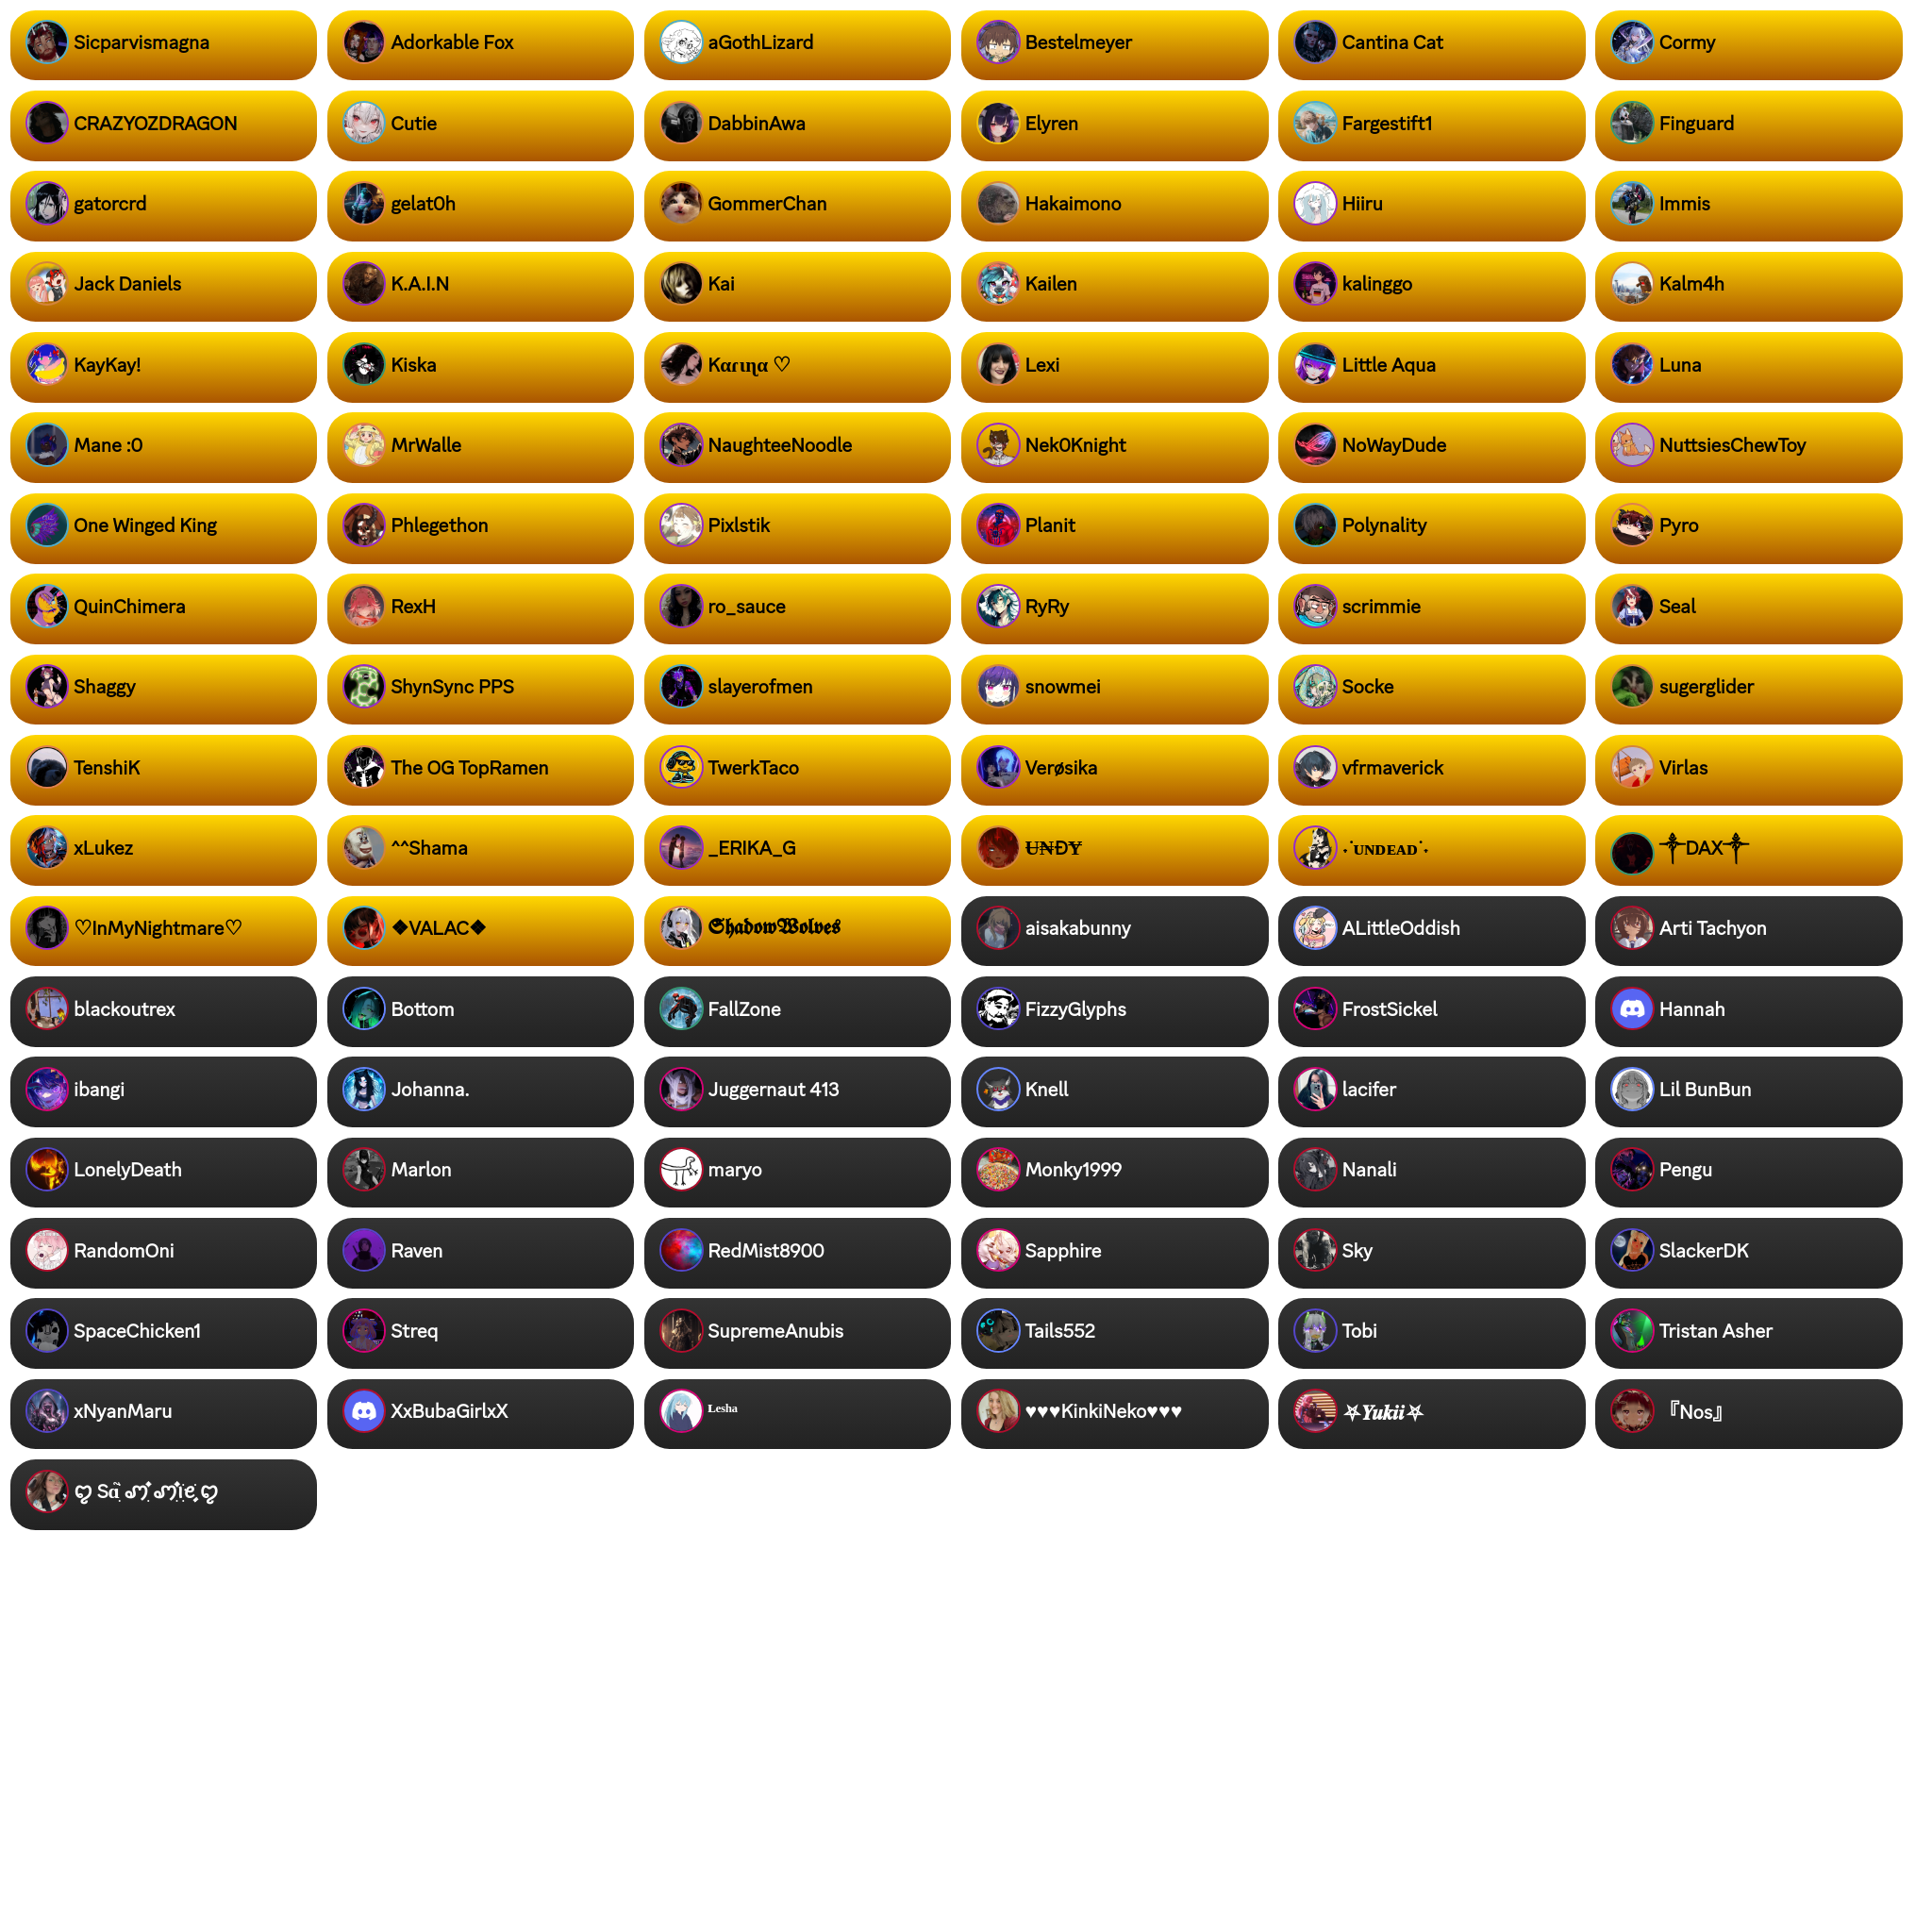 Sicparvismagna
Adorkable Fox
aGothLizard
Bestelmeyer
Cantina Cat
Cormy
CRAZYOZDRAGON
Cutie
DabbinAwa
Elyren
Fargestift1
Finguard
gatorcrd
gelat0h
GommerChan
Hakaimono
Hiiru
Immis
Jack Daniels
K.A.I.N
Kai
Kailen
kalinggo
Kalm4h
KayKay!
Kiska
Kαɾιɳα ♡
Lexi
Little Aqua
Luna
Mane :0
MrWalle
NaughteeNoodle
Nek0Knight
NoWayDude
NuttsiesChewToy
One Winged King
Phlegethon
Pixlstik
Planit
Polynality
Pyro
QuinChimera
RexH
ro_sauce
RyRy
scrimmie
Seal
Shaggy
ShynSync PPS
slayerofmen
snowmei
Socke
sugerglider
TenshiK
The OG TopRamen
TwerkTaco
Verøsika
vfrmaverick
Virlas
xLukez
^^Shama
_ERIKA_G
U̶N̶ĐY̶
˖˙ᴜɴᴅᴇᴀᴅ˙˖
༒DAX༒
♡InMyNightmare♡
❖VALAC❖
𝕾𝖍𝖆𝖉𝖔𝖜𝖂𝖔𝖑𝖛𝖊𝖘
aisakabunny
ALittleOddish
Arti Tachyon
blackoutrex
Bottom
FallZone
FizzyGlyphs
FrostSickel
Hannah
ibangi
Johanna.
Juggernaut 413
Knell
lacifer
Lil BunBun
LonelyDeath
Marlon
maryo
Monky1999
Nanali
Pengu
RandomOni
Raven
RedMist8900
Sapphire
Sky
SlackerDK
SpaceChicken1
Streq
SupremeAnubis
Tails552
Tobi
Tristan Asher
xNyanMaru
XxBubaGirlxX
ᴸᵉˢʰᵃ
♥♥♥KinkiNeko♥♥♥
⛧𝒀𝒖𝒌𝒊𝒊⛧
『Nos』